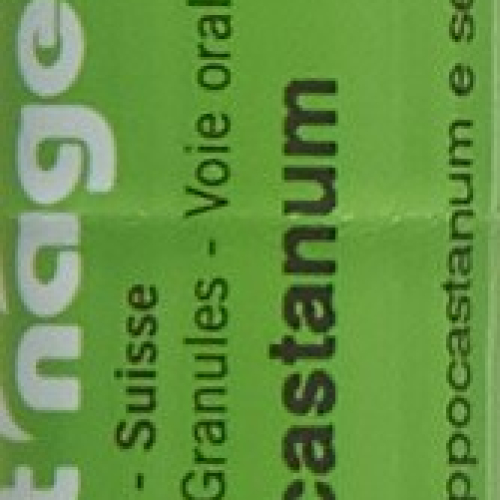 t nage
- Suisse
Granules - Voie oral
castanum
ppocastanum e se